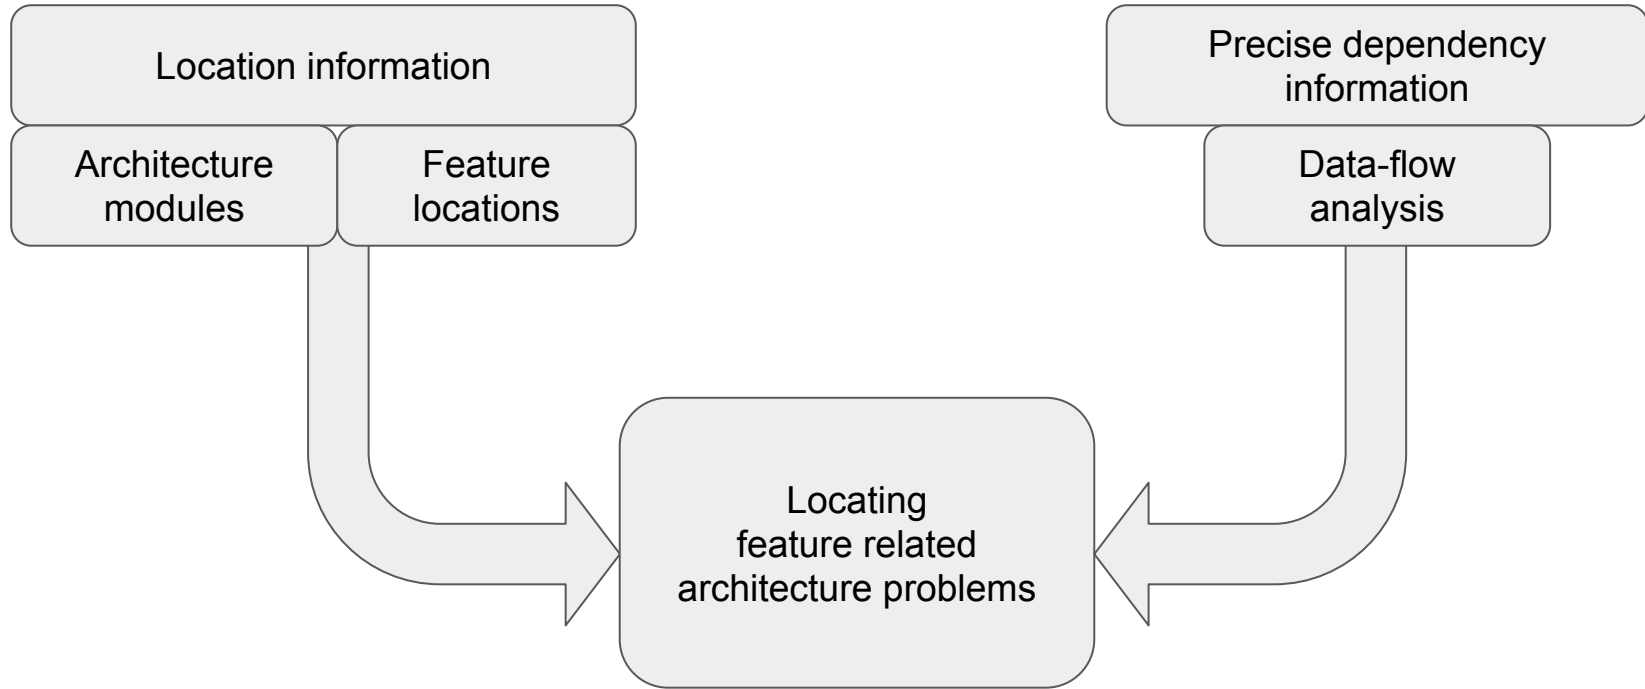 Location information
Architecture
modules
Feature
locations
Precise dependency
information
Data-flow
analysis
Locating
feature related
architecture problems